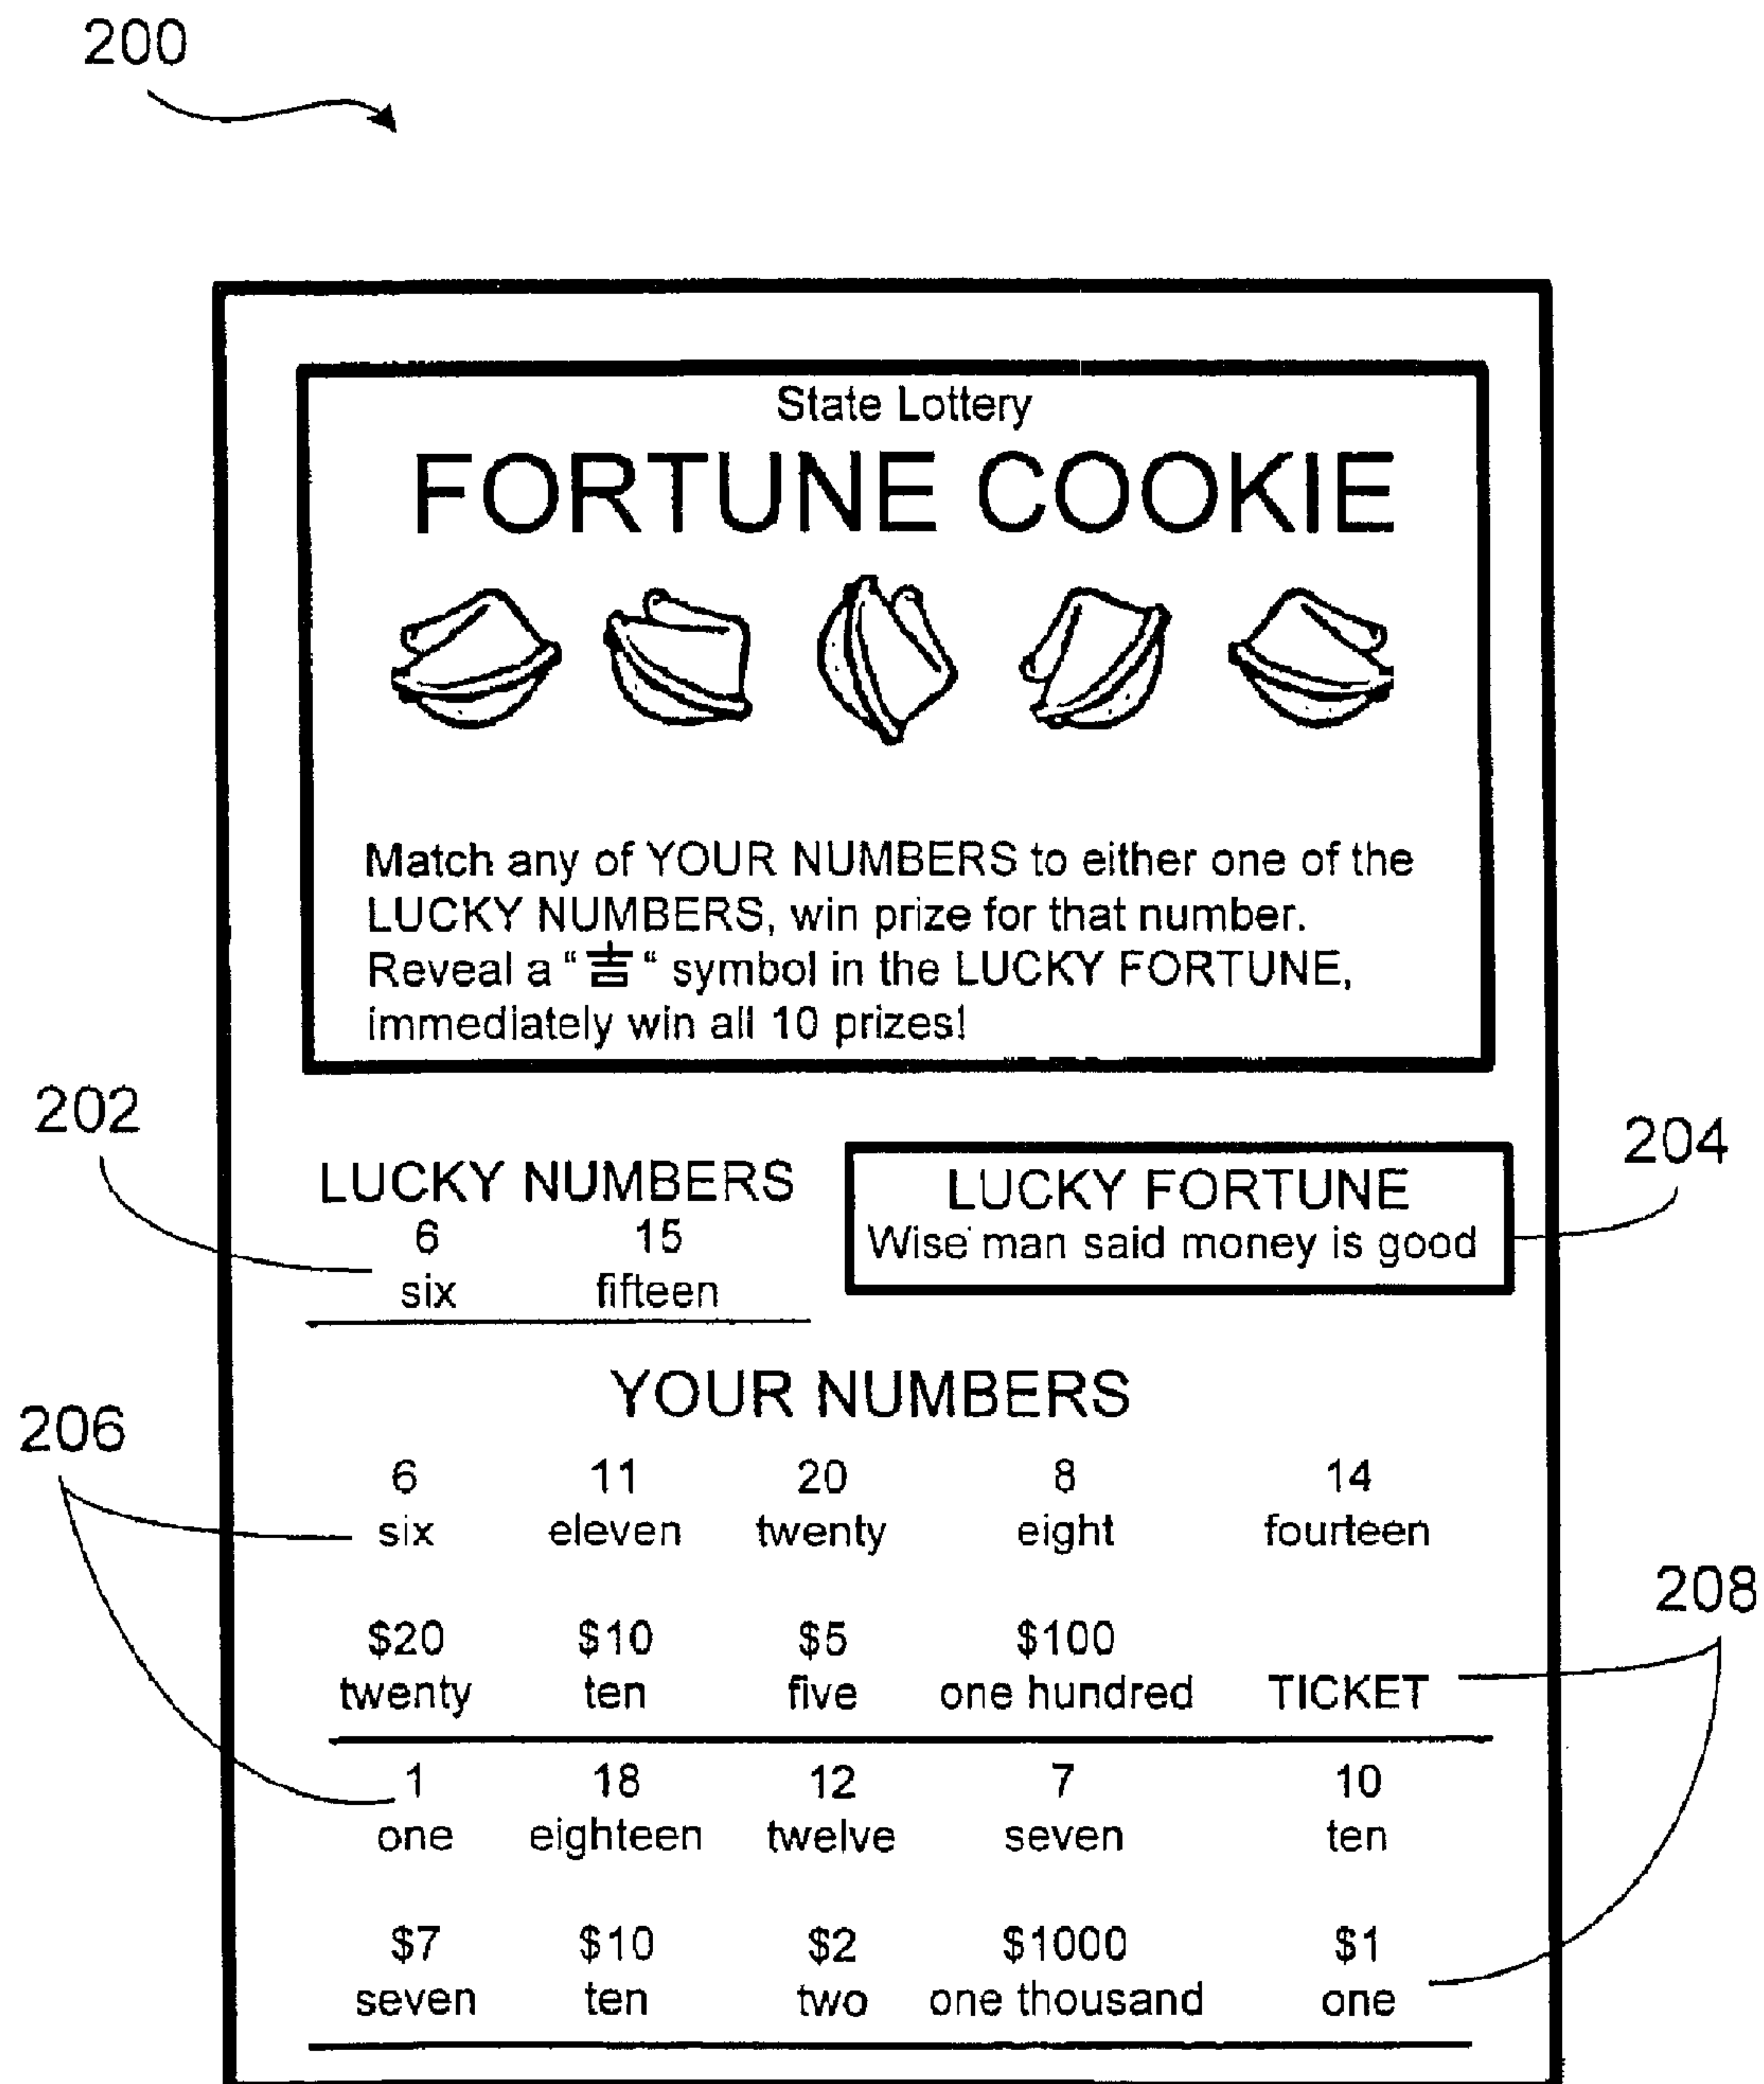 200
State Lottery
FORTUNE COOKIE
Match any of YOUR NUMBERS to either one of the
LUCKY NUMBERS, win prize for that number.
Reveal a “吉“ symbol in the LUCKY FORTUNE,
immediately win all 10 prizes!
202
LUCKY NUMBERS
6 15
six fifteen
204
LUCKY FORTUNE
Wise man said money is good
YOUR NUMBERS
206
6 11 20 8 14
six eleven twenty eight fourteen
208
$20 $10 $5 $100
twenty ten five one hundred TICKET
1 18 12 7 10
one eighteen twelve seven ten
$7 $10 $2 $1000 $1
seven ten two one thousand one